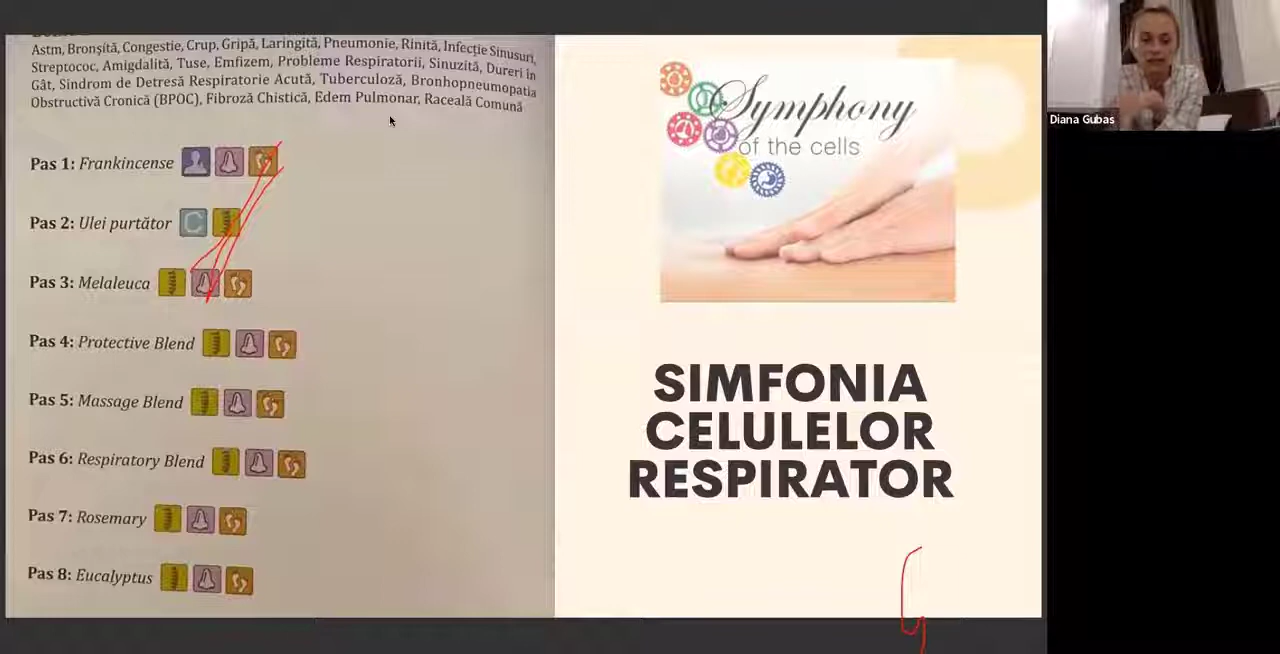 Astm, Bronșită, Congestie, Crup, Gripă, Laringită, Pneumonie, Rinită, Infecție Sinusuri,
Streptococ, Amigdalită, Tuse, Emfizem, Probleme Respiratorii, Sinuzită, Dureri în
Gât, Sindrom de Detresă Respiratorie Acută, Tuberculoză, Bronhopneumopatia
Obstructivă Cronică (BPOC), Fibroză Chistică, Edem Pulmonar, Raceală Comună
Pas 1: Frankincense
Pas 2: Ulei purtător
C
Pas 3: Melaleuca
Pas 4: Protective Blend
Pas 5: Massage Blend
Pas 6: Respiratory Blend
Pas 7: Rosemary
Pas 8: Eucalyptus
Symphony
of the cells
SIMFONIA
CELULELOR
RESPIRATOR
Diana Gubas